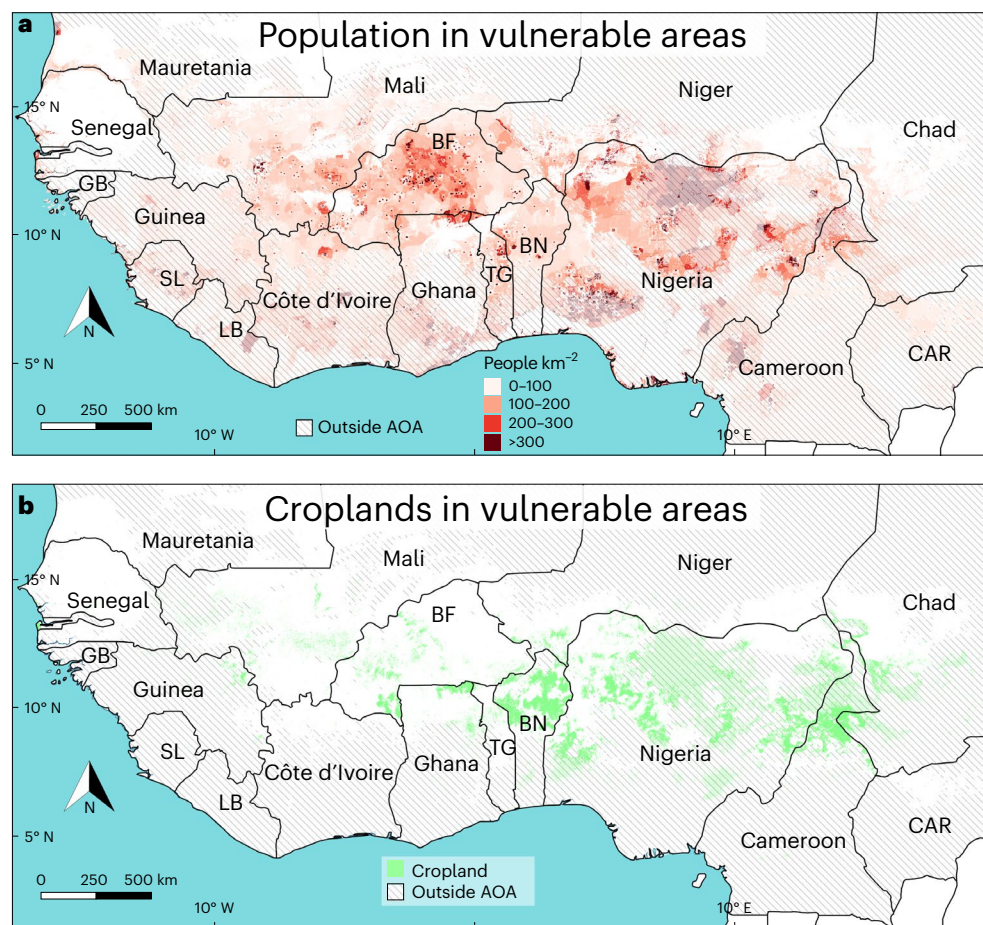 a
Population in vulnerable areas
Mauretania
Mali
Niger
15° N
Senegal
BF
Chad
GB
Guinea
10° N
BN
SL
TG
Nigeria
Côte d'Ivoire
Ghana
N
LB
5° N
People km⁻²
Cameroon
CAR
0–100
0 250 500 km
100–200
Outside AOA
200–300
10° W
>300
10° E
b
Croplands in vulnerable areas
Mauretania
Mali
Niger
15° N
Senegal
BF
Chad
GB
Guinea
10° N
BN
SL
TG
Nigeria
Côte d'Ivoire
Ghana
N
LB
5° N
Cameroon
CAR
Cropland
0 250 500 km
Outside AOA
10° W
10° E